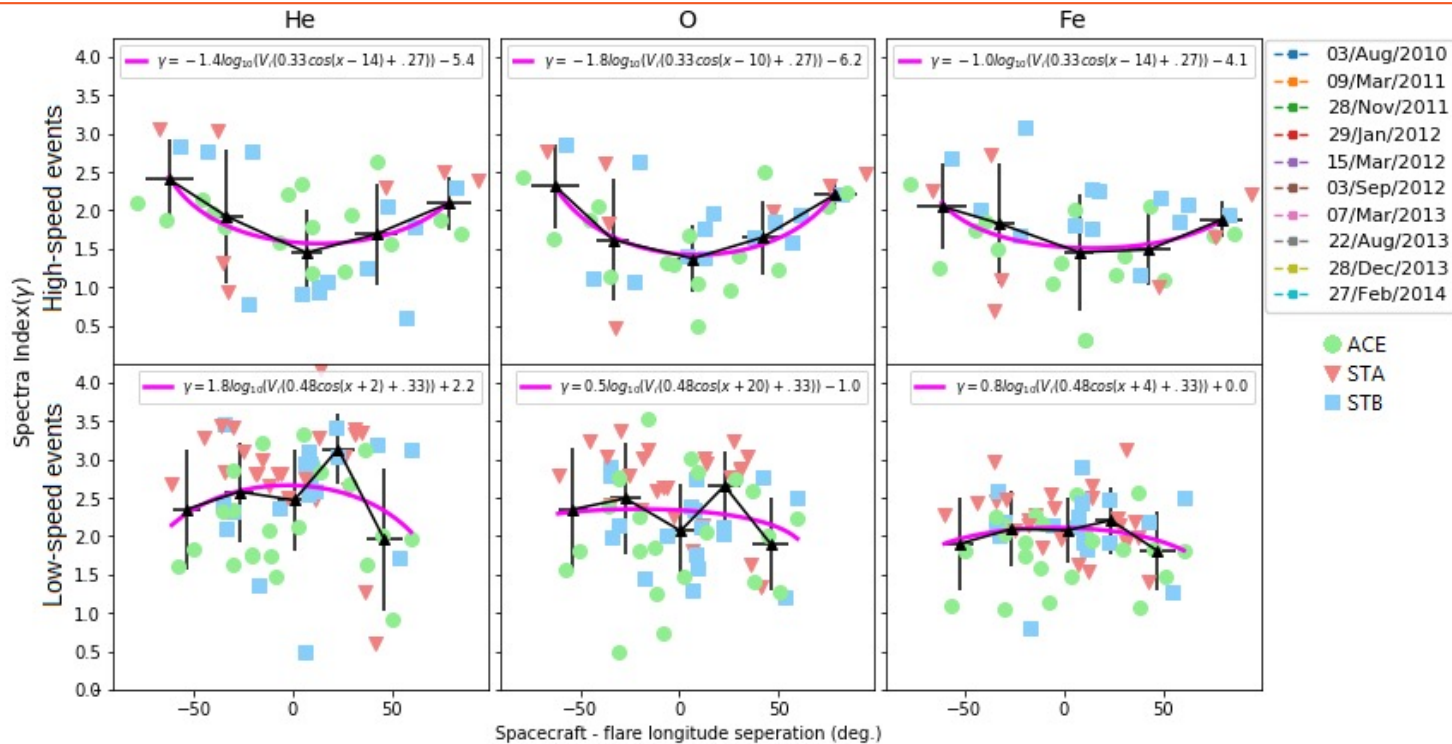 He O Fe
γ = −1.4log₁₀(Vᵢ(0.33cos(x − 14) + .27)) − 5.4
γ = −1.8log₁₀(Vᵢ(0.33cos(x − 10) + .27)) − 6.2
γ = −1.0log₁₀(Vᵢ(0.33cos(x − 14) + .27)) − 4.1
4.0
3.5
3.0
2.5
2.0
1.5
1.0
0.5
High-speed events
Spectra Index(γ)
03/Aug/2010
09/Mar/2011
28/Nov/2011
29/Jan/2012
15/Mar/2012
03/Sep/2012
07/Mar/2013
22/Aug/2013
28/Dec/2013
27/Feb/2014
ACE
STA
STB
γ = 1.8log₁₀(Vᵢ(0.48cos(x + 2) + .33)) + 2.2
γ = 0.5log₁₀(Vᵢ(0.48cos(x + 20) + .33)) − 1.0
γ = 0.8log₁₀(Vᵢ(0.48cos(x + 4) + .33)) + 0.0
4.0
3.5
3.0
2.5
2.0
1.5
1.0
0.5
0.0
Low-speed events
−50 0 50 −50 0 50 −50 0 50
Spacecraft - flare longitude seperation (deg.)